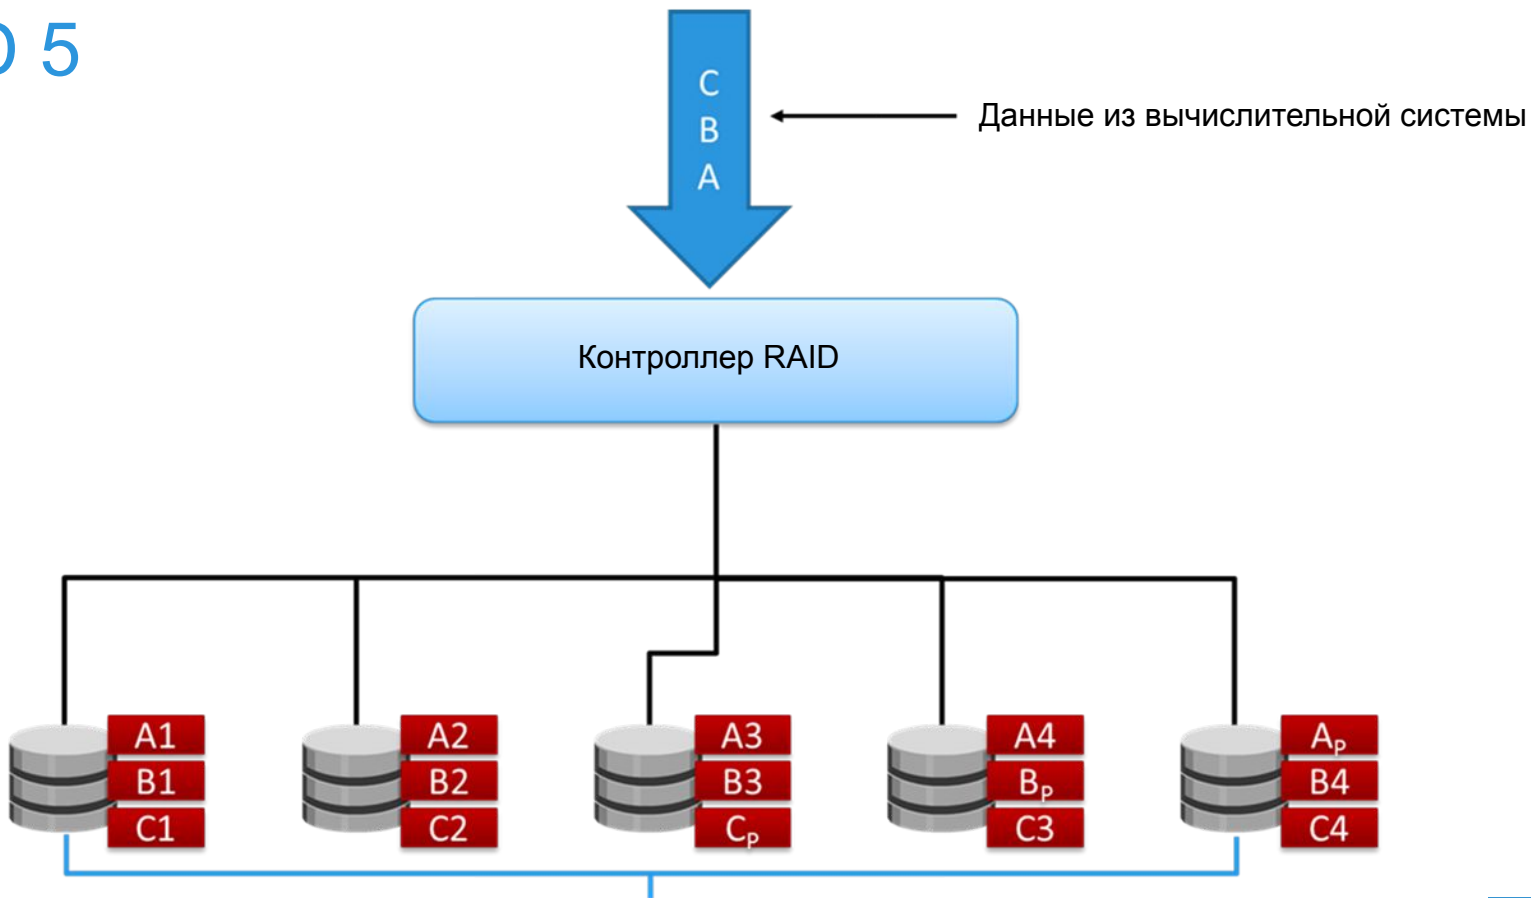 D 5
C
B
A
Данные из вычислительной системы
Контроллер RAID
A1 A2 A3 A4 Aₚ
B1 B2 B3 Bₚ B4
C1 C2 Cₚ C3 C4